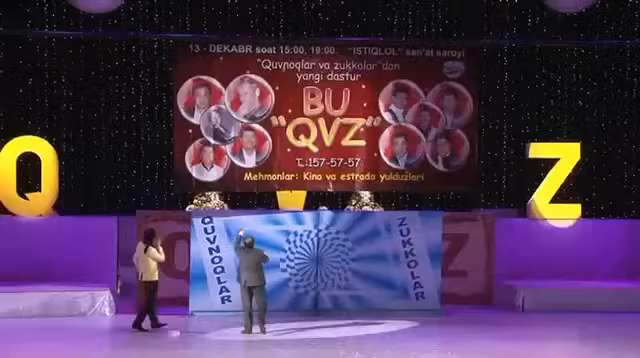 13 - DEKABR soat 15:00, 19:00. "ISTIQLOL" san'at saroyi
"Quvnoqlar va zukkolar"dan
yangi dastur
BU
"QVZ"
T.:157-57-57
Mehmonlar: Kino va estrada yulduzlari
Q
V
Z
QUVNOQLAR
ZUKKOLAR
Q
Z